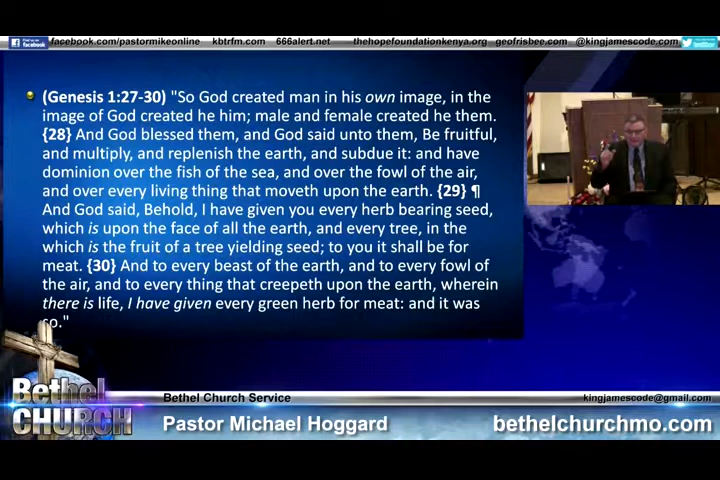 Find us on facebook facebook.com/pastormikeonline kbtrfm.com 666alert.net thehopefoundationkenya.org geofrisbee.com @kingjamescode.com twitter
(Genesis 1:27-30) "So God created man in his own image, in the
image of God created he him; male and female created he them.
{28} And God blessed them, and God said unto them, Be fruitful,
and multiply, and replenish the earth, and subdue it: and have
dominion over the fish of the sea, and over the fowl of the air,
and over every living thing that moveth upon the earth. {29} ¶
And God said, Behold, I have given you every herb bearing seed,
which is upon the face of all the earth, and every tree, in the
which is the fruit of a tree yielding seed; to you it shall be for
meat. {30} And to every beast of the earth, and to every fowl of
the air, and to every thing that creepeth upon the earth, wherein
there is life, I have given every green herb for meat: and it was
so."
Bethel
CHURCH
Bethel Church Service
kingjamescode@gmail.com
Pastor Michael Hoggard
bethelchurchmo.com